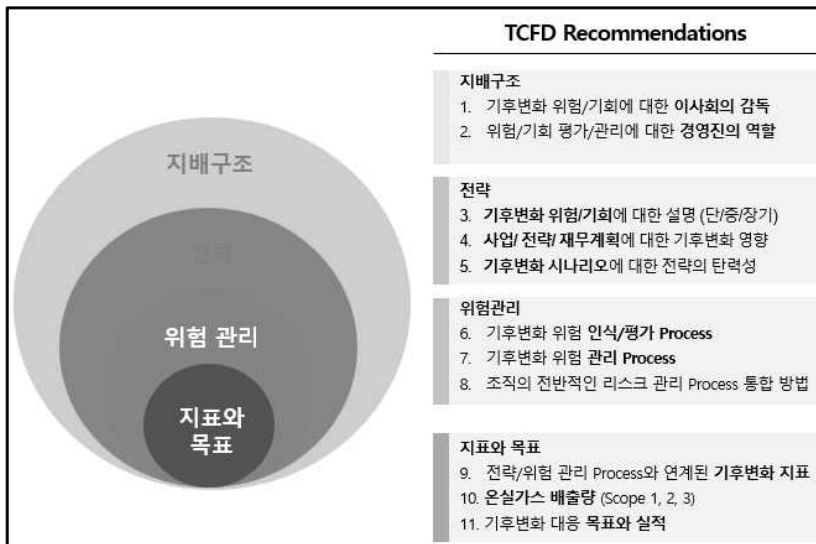 TCFD Recommendations
지배구조
전략
위험 관리
지표와
목표
지배구조
1. 기후변화 위험/기회에 대한 이사회의 감독
2. 위험/기회 평가/관리에 대한 경영진의 역할
전략
3. 기후변화 위험/기회에 대한 설명 (단/중/장기)
4. 사업/ 전략/ 재무계획에 대한 기후변화 영향
5. 기후변화 시나리오에 대한 전략의 탄력성
위험관리
6. 기후변화 위험 인식/평가 Process
7. 기후변화 위험 관리 Process
8. 조직의 전반적인 리스크 관리 Process 통합 방법
지표와 목표
9. 전략/위험 관리 Process와 연계된 기후변화 지표
10. 온실가스 배출량 (Scope 1, 2, 3)
11. 기후변화 대응 목표와 실적